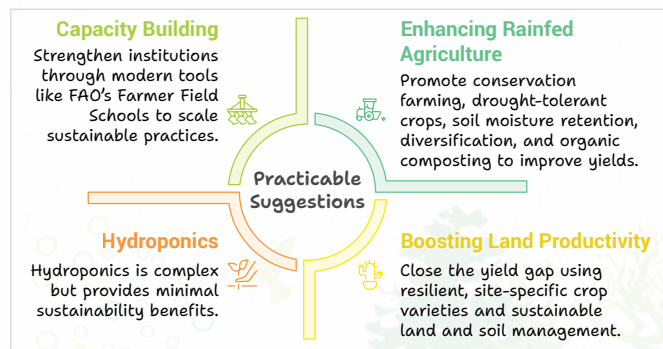 Capacity Building
Strengthen institutions
through modern tools
like FAO's Farmer Field
Schools to scale
sustainable practices.
Enhancing Rainfed
Agriculture
Promote conservation
farming, drought-tolerant
crops, soil moisture retention,
diversification, and organic
composting to improve yields.
Practicable
Suggestions
Hydroponics
Hydroponics is complex
but provides minimal
sustainability benefits.
Boosting Land Productivity
Close the yield gap using
resilient, site-specific crop
varieties and sustainable
land and soil management.